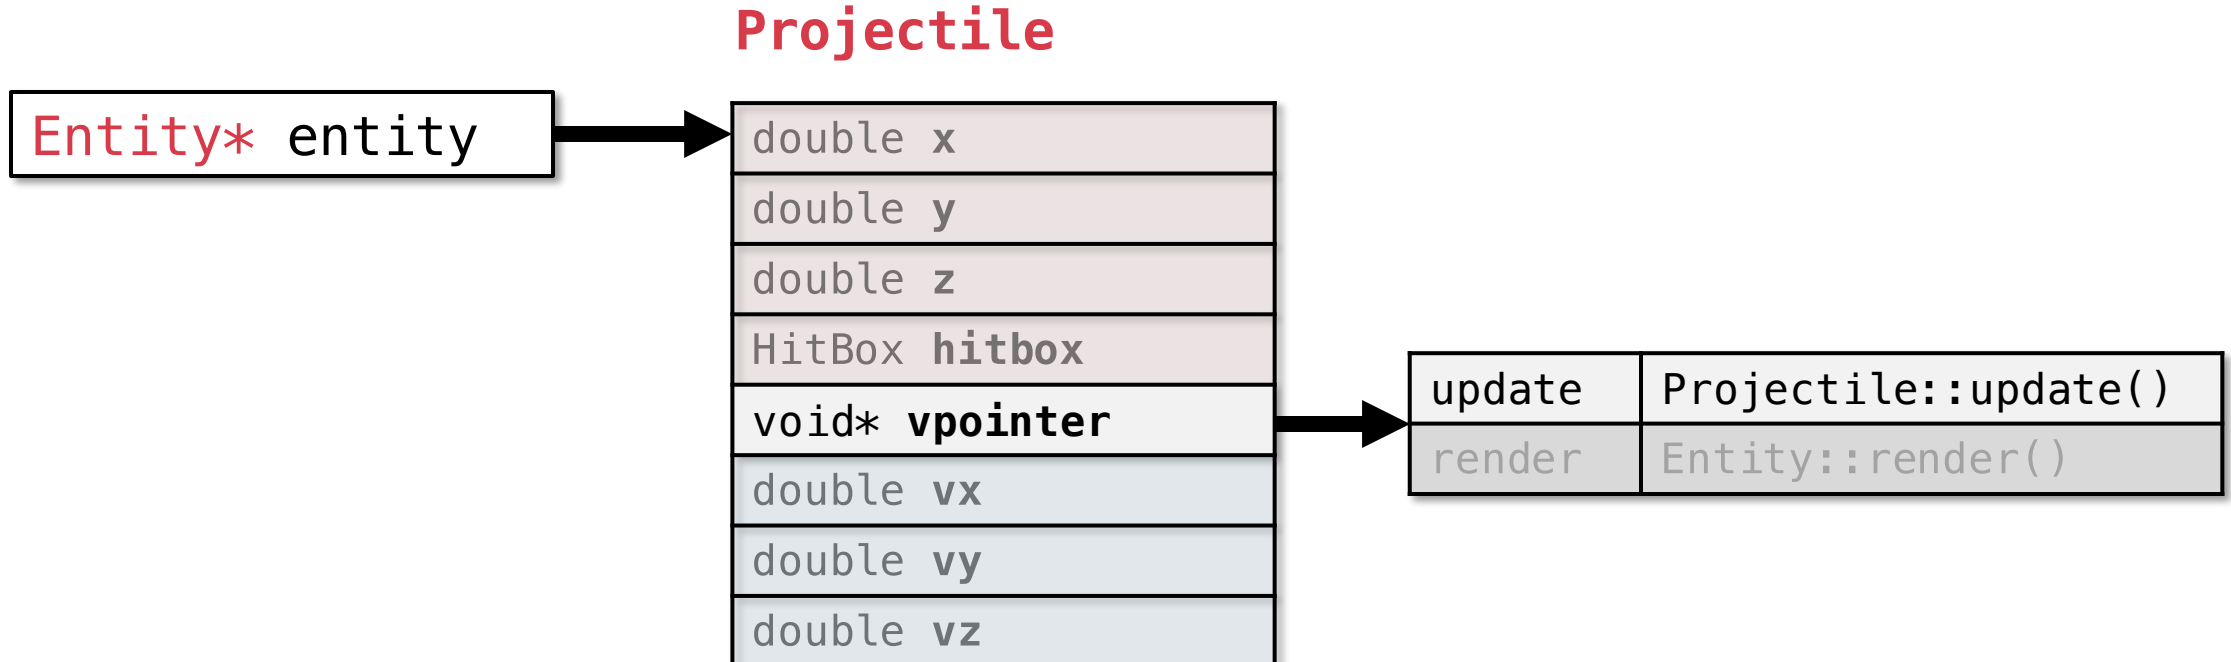 Projectile
Entity* entity
double x
double y
double z
HitBox hitbox
void* vpointer
double vx
double vy
double vz
update Projectile::update()
render Entity::render()